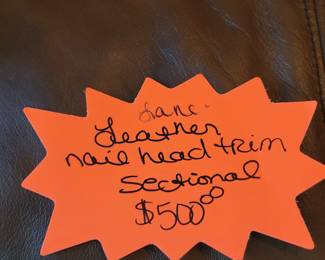 Lane.
Leather
nail head trim
sectional
$500⁰⁰